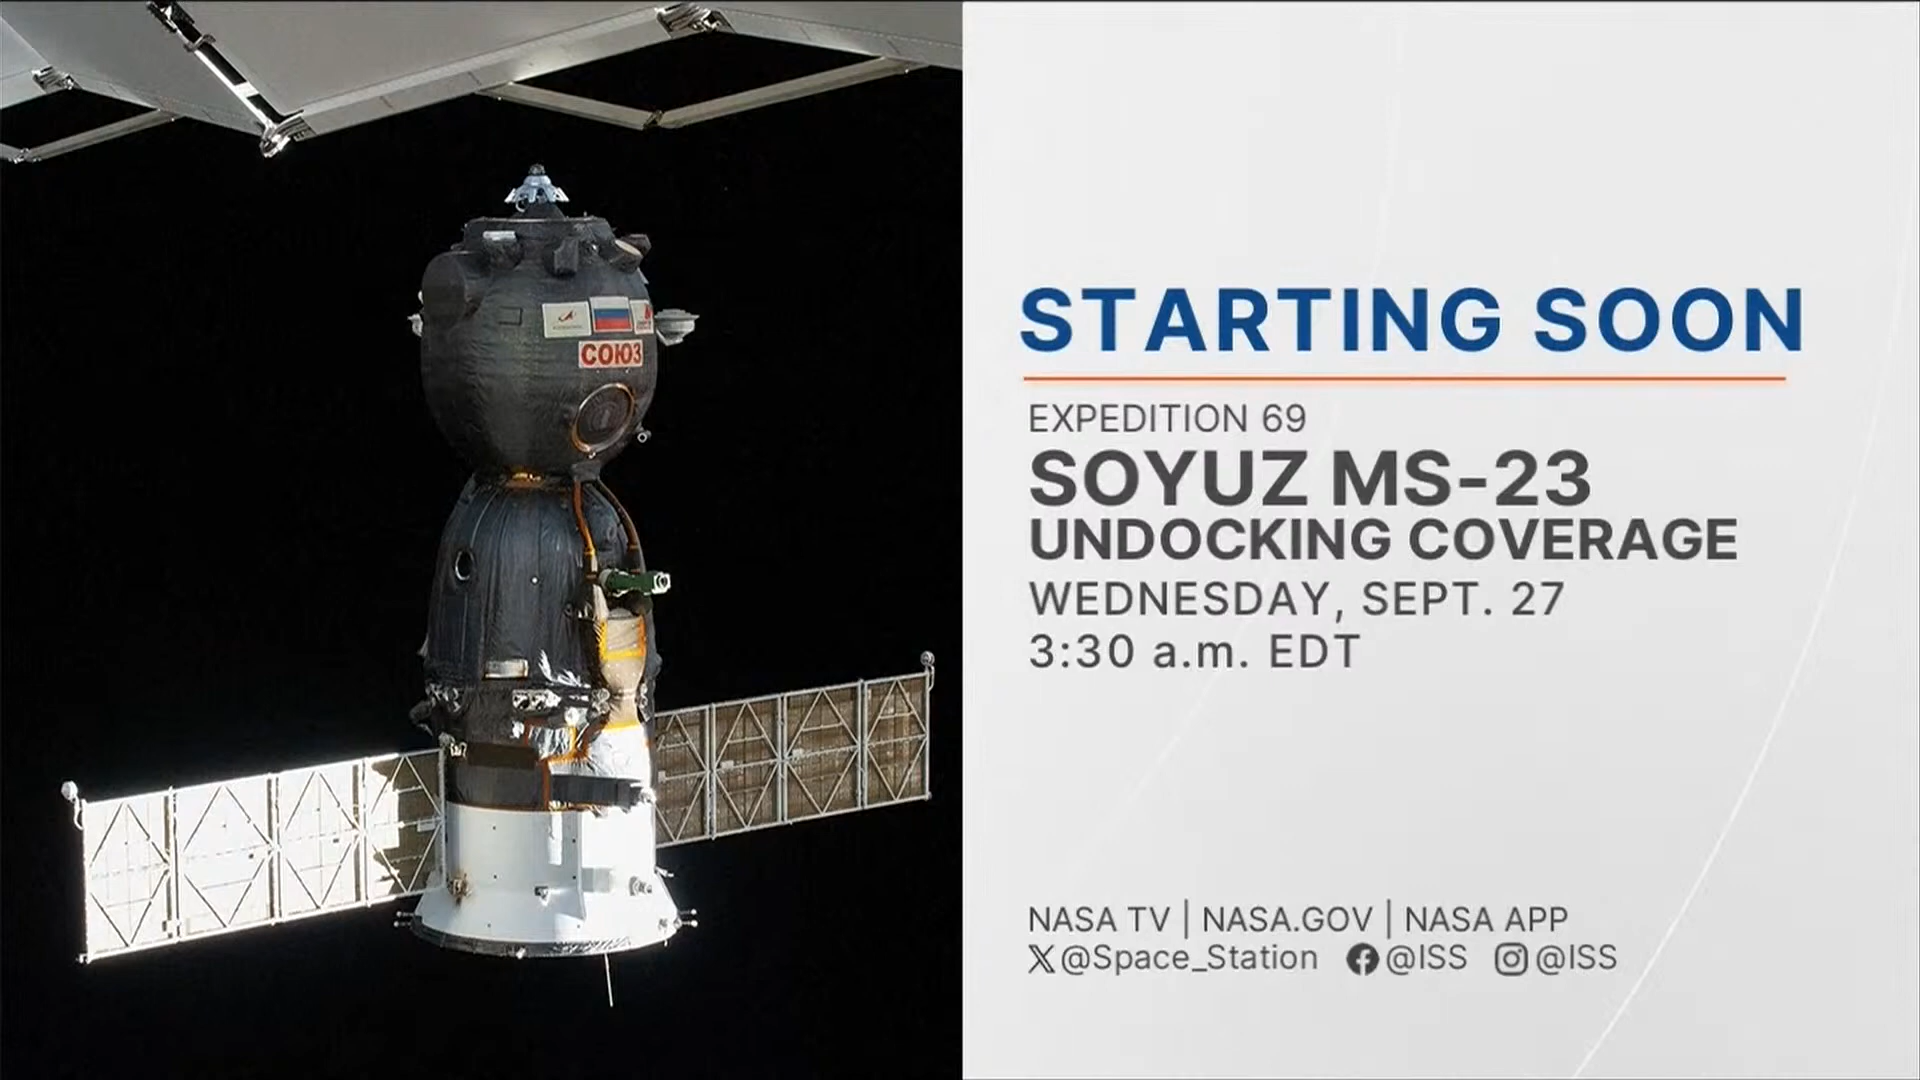 СОЮЗ
STARTING SOON
EXPEDITION 69
SOYUZ MS-23
UNDOCKING COVERAGE
WEDNESDAY, SEPT. 27
3:30 a.m. EDT
NASA TV | NASA.GOV | NASA APP
@Space_Station @ISS @ISS